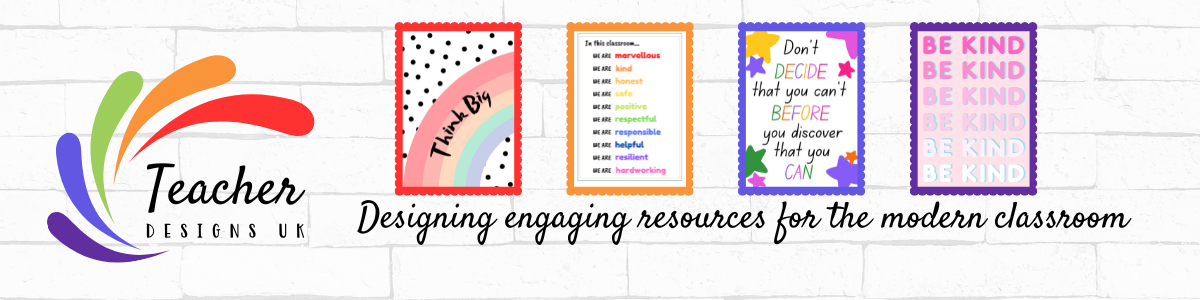 Teacher
DESIGNS UK
Think Big
In this classroom...
WE ARE marvellous
WE ARE kind
WE ARE honest
WE ARE safe
WE ARE positive
WE ARE respectful
WE ARE responsible
WE ARE helpful
WE ARE resilient
WE ARE hardworking
Don't
DECIDE
that you can't
BEFORE
you discover
that you
CAN
BE KIND
BE KIND
BE KIND
BE KIND
BE KIND
BE KIND
Designing engaging resources for the modern classroom